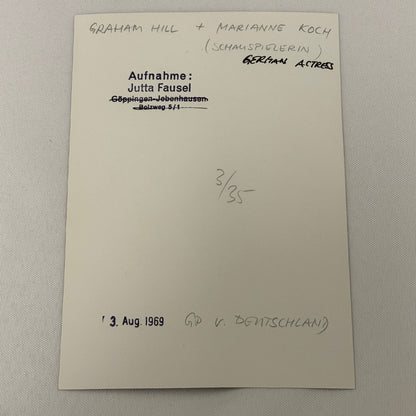 GRAHAM HILL + MARIANNE KOCH
(SCHAUSPIELERIN)
GERMAN ACTRESS
Aufnahme:
Jutta Fausel
Göppingen-Jebenhausen
Bolzweg 5/1
3/35
3. Aug. 1969 GP v. DEUTSCHLAND